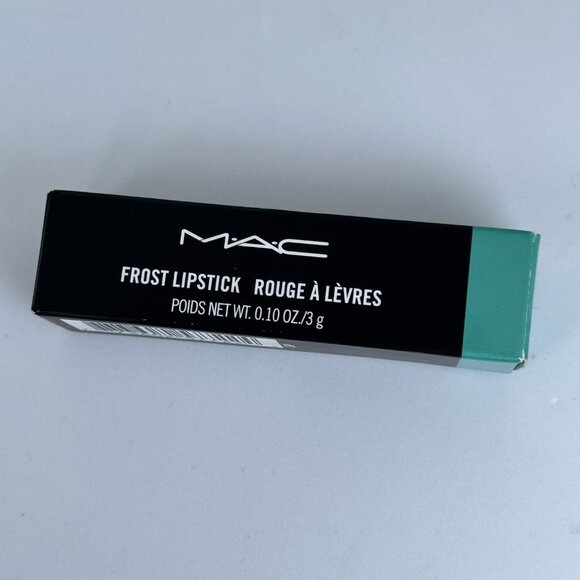 M·A·C
FROST LIPSTICK ROUGE À LÈVRES
POIDS NET WT. 0.10 OZ./3 g